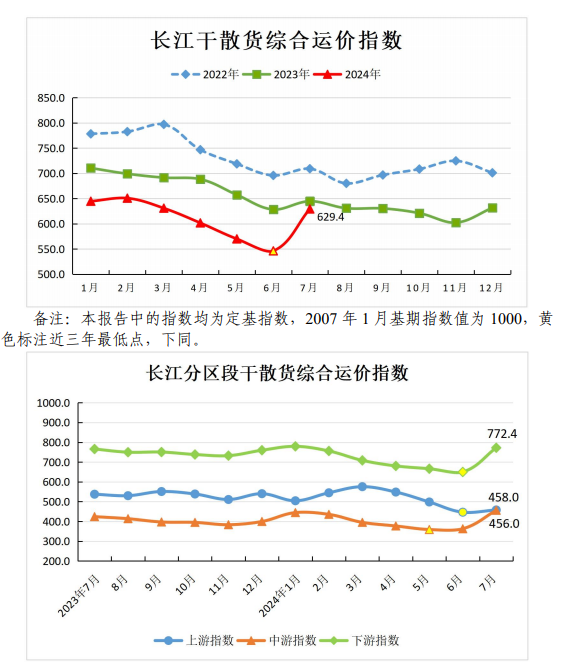 长江干散货综合运价指数
2022年 2023年 2024年
850.0
800.0
750.0
700.0
650.0
600.0
550.0
500.0
629.4
1月 2月 3月 4月 5月 6月 7月 8月 9月 10月 11月 12月
备注：本报告中的指数均为定基指数，2007 年 1 月基期指数值为 1000，黄
色标注近三年最低点，下同。
长江分区段干散货综合运价指数
1000.0
900.0
800.0
700.0
600.0
500.0
400.0
300.0
200.0
772.4
458.0
456.0
2023年7月 8月 9月 10月 11月 12月 2024年1月 2月 3月 4月 5月 6月 7月
上游指数 中游指数 下游指数